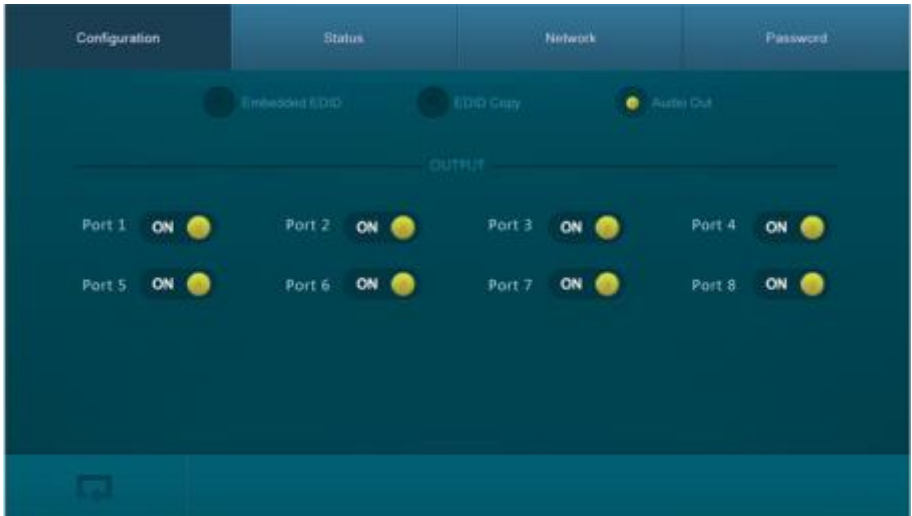 Configuration Status Network Password
Embedded EDID EDID Copy Audio Out
OUTPUT
Port 1 ON Port 2 ON Port 3 ON Port 4 ON
Port 5 ON Port 6 ON Port 7 ON Port 8 ON